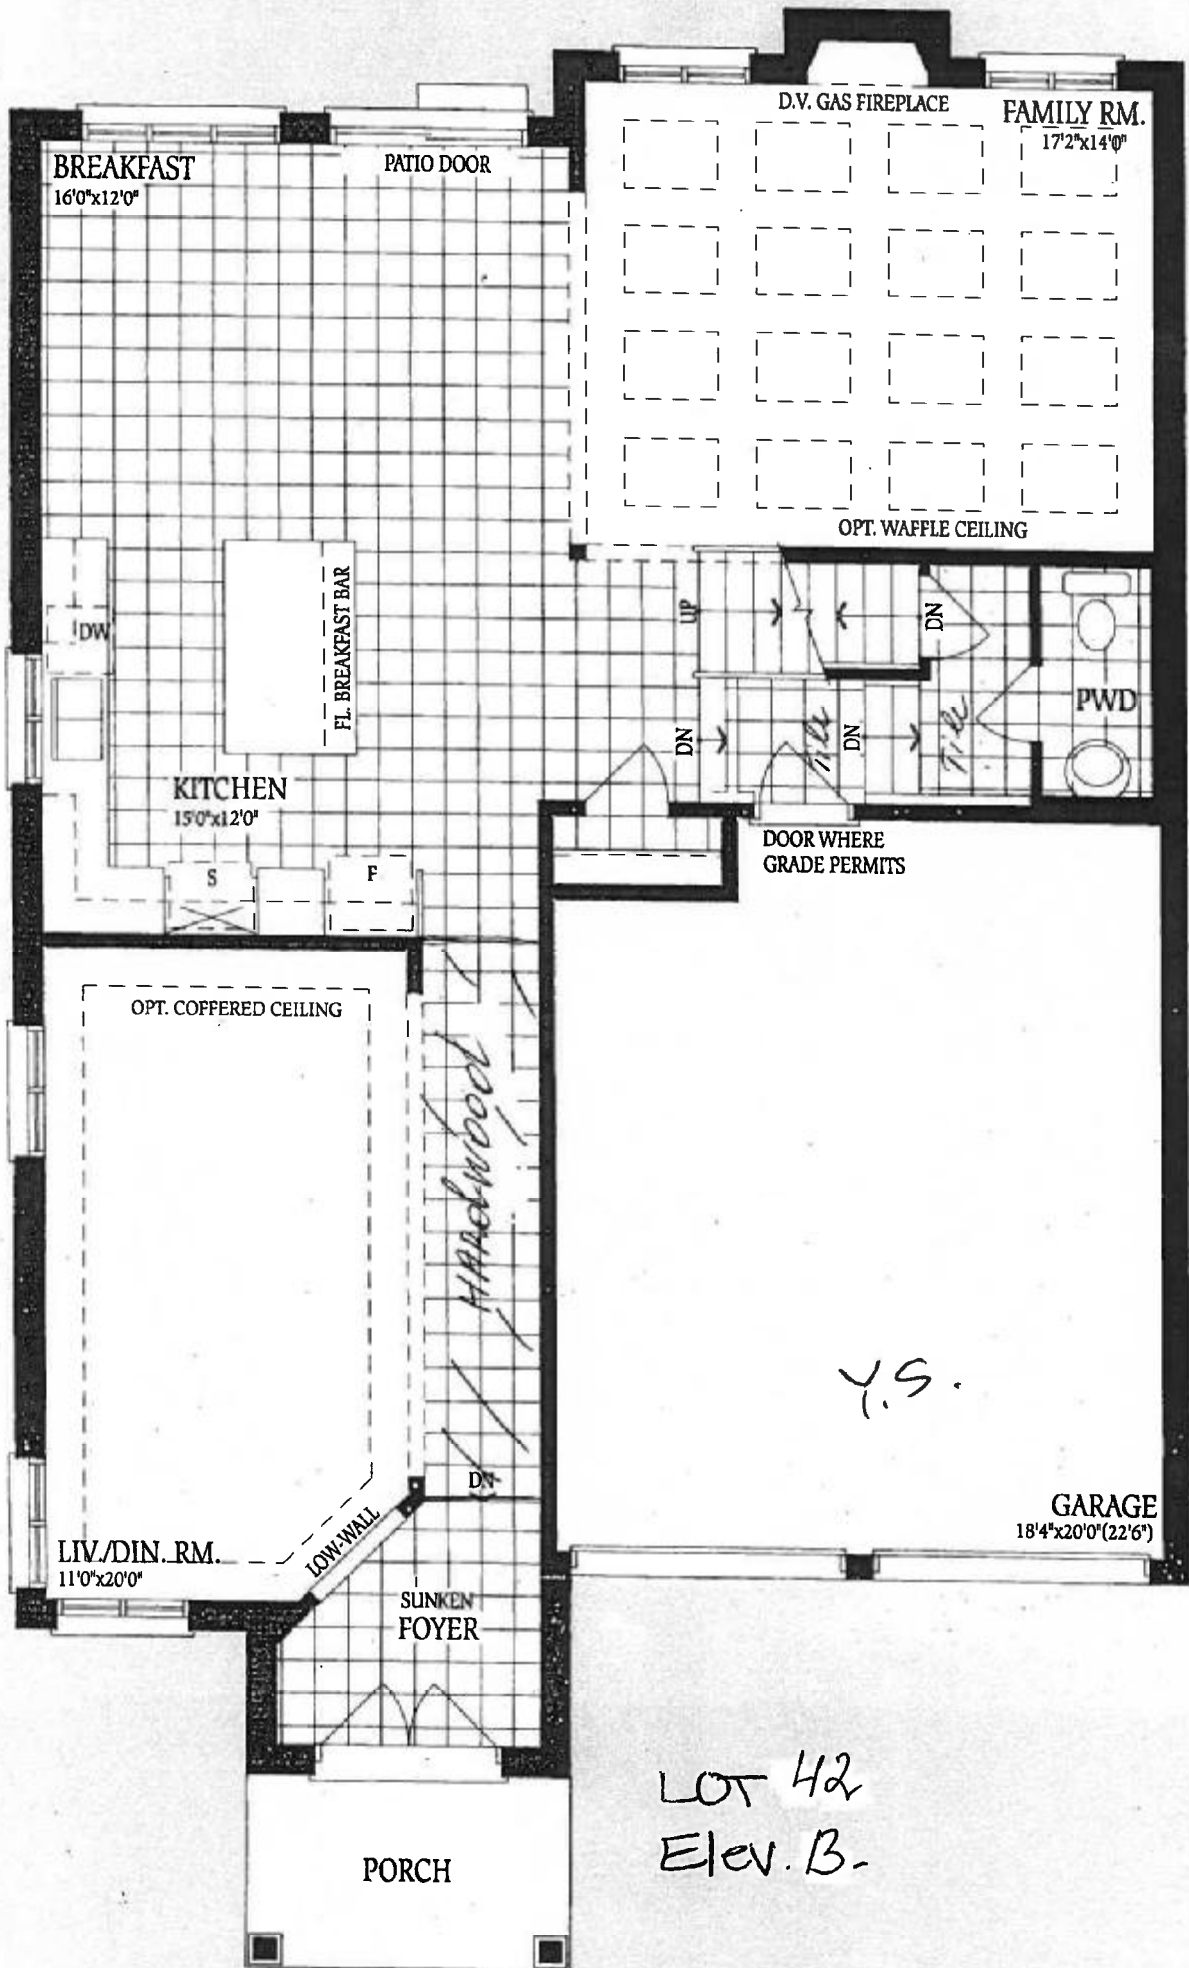 D.V. GAS FIREPLACE
FAMILY RM.
17'2"x14'0"
BREAKFAST
16'0"x12'0"
PATIO DOOR
OPT. WAFFLE CEILING
DW
FL. BREAKFAST BAR
UP
DN
PWD
DN
Tile
DN
Tile
KITCHEN
15'0"x12'0"
S
F
DOOR WHERE
GRADE PERMITS
OPT. COFFERED CEILING
HARdwood
Y.S.
DN
GARAGE
18'4"x20'0"(22'6")
LIV./DIN. RM.
11'0"x20'0"
LOW-WALL
SUNKEN
FOYER
LOT 42
Elev. B-
PORCH